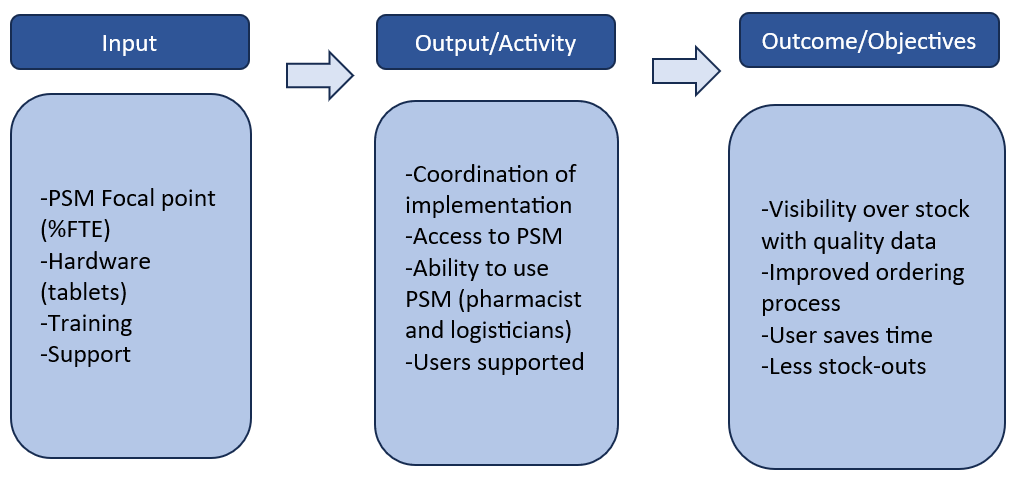 Input
-PSM Focal point
(%FTE)
-Hardware
(tablets)
-Training
-Support
Output/Activity
-Coordination of
implementation
-Access to PSM
-Ability to use
PSM (pharmacist
and logisticians)
-Users supported
Outcome/Objectives
-Visibility over stock
with quality data
-Improved ordering
process
-User saves time
-Less stock-outs